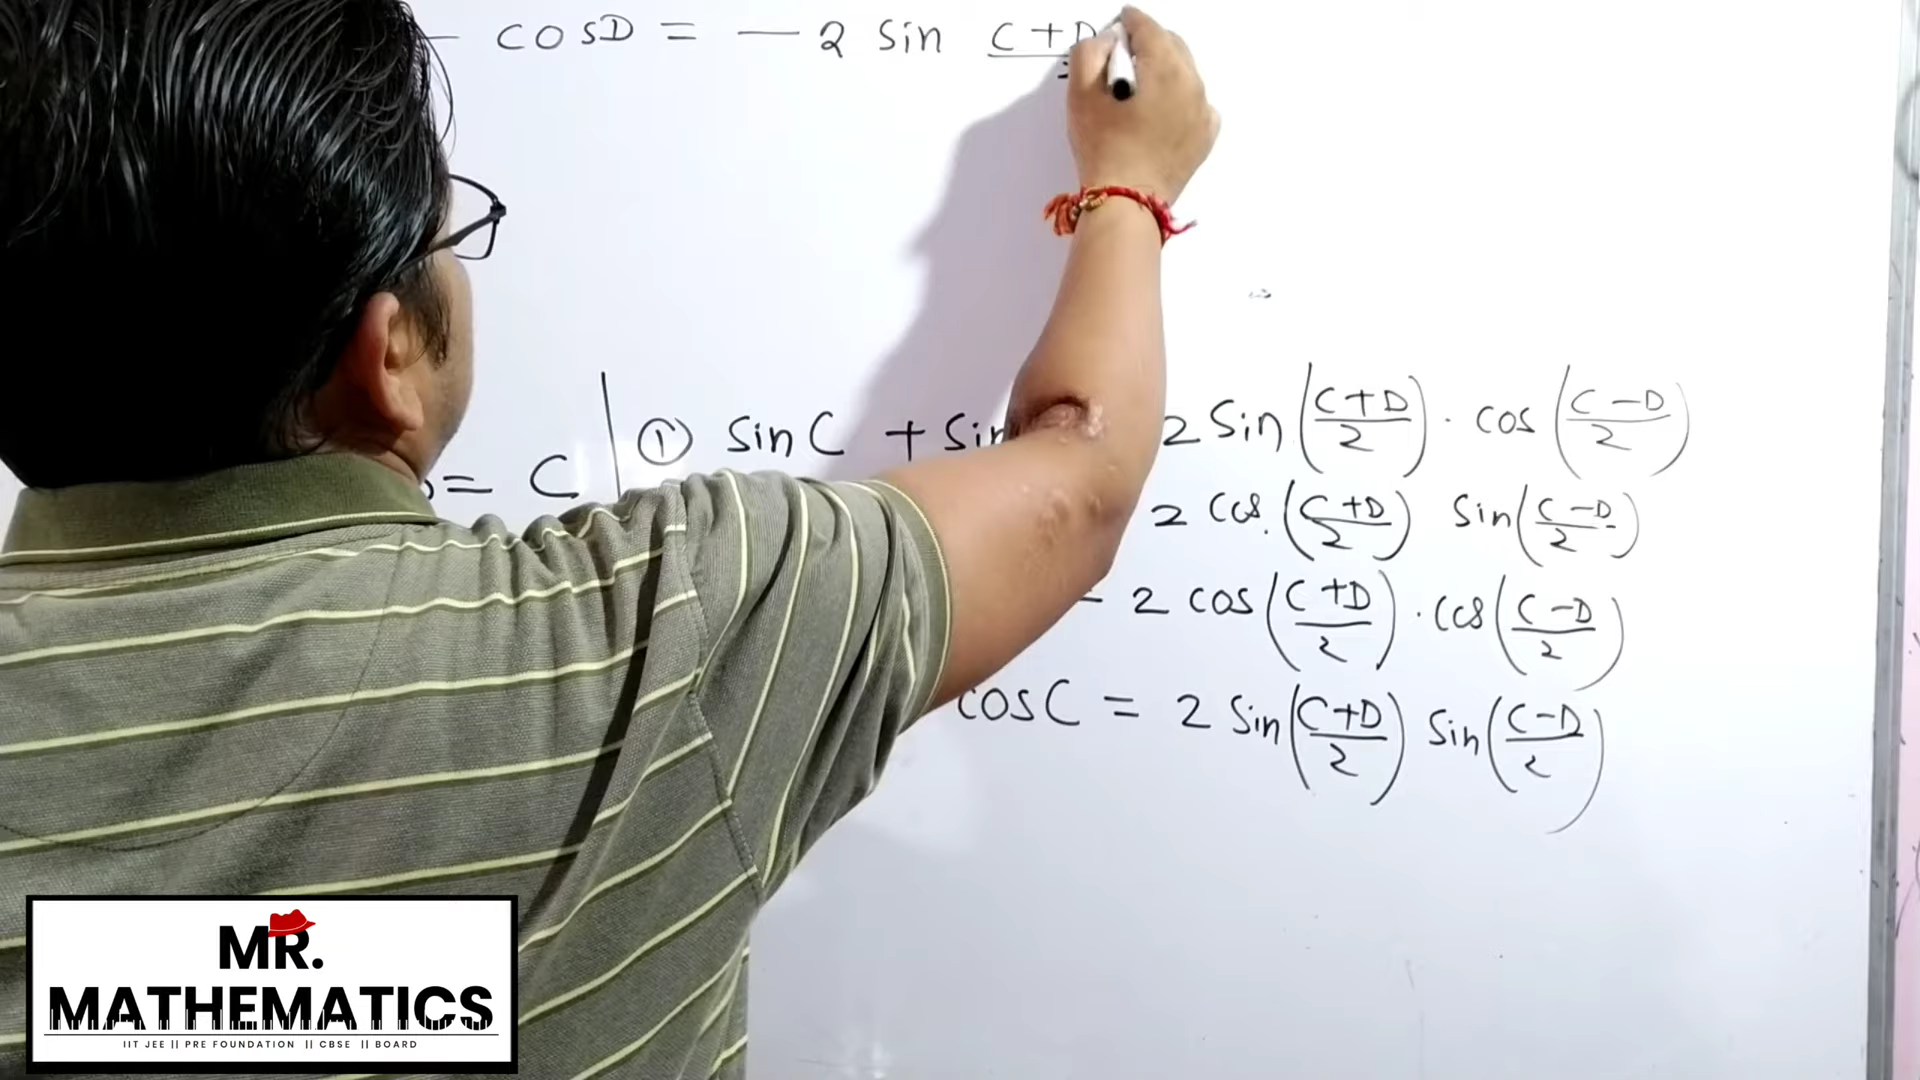 − cosD = − 2 sin C+D
= C
① sinC + sin 2 Sin (C+D/2) · cos (C−D/2)
2 cos (C+D/2) Sin (C−D/2)
2 cos (C+D/2) · cos (C−D/2)
cosC = 2 Sin (C+D/2) Sin (C−D/2)
MR.
MATHEMATICS
IIT JEE || PRE FOUNDATION || CBSE || BOARD